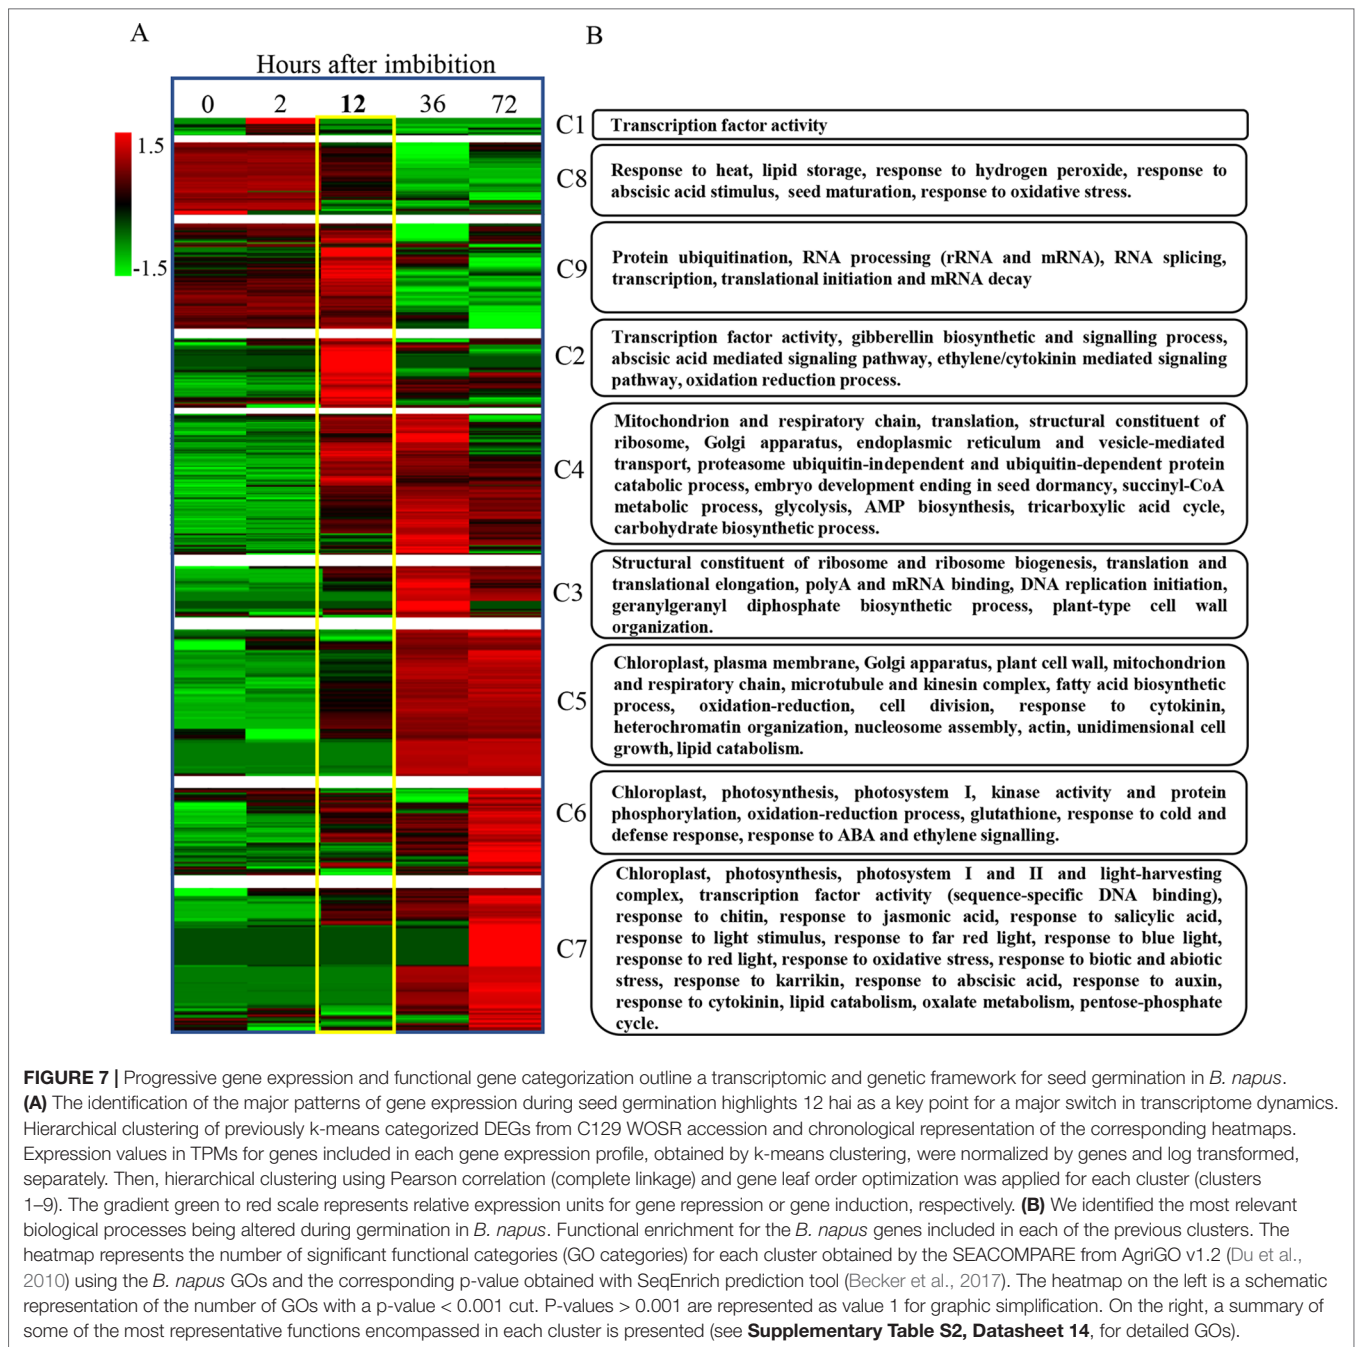 A
B
Hours after imbibition
0 2 12 36 72
1.5
-1.5
C1
Transcription factor activity
C8
Response to heat, lipid storage, response to hydrogen peroxide, response to
abscisic acid stimulus, seed maturation, response to oxidative stress.
C9
Protein ubiquitination, RNA processing (rRNA and mRNA), RNA splicing,
transcription, translational initiation and mRNA decay
C2
Transcription factor activity, gibberellin biosynthetic and signalling process,
abscisic acid mediated signaling pathway, ethylene/cytokinin mediated signaling
pathway, oxidation reduction process.
C4
Mitochondrion and respiratory chain, translation, structural constituent of
ribosome, Golgi apparatus, endoplasmic reticulum and vesicle-mediated
transport, proteasome ubiquitin-independent and ubiquitin-dependent protein
catabolic process, embryo development ending in seed dormancy, succinyl-CoA
metabolic process, glycolysis, AMP biosynthesis, tricarboxylic acid cycle,
carbohydrate biosynthetic process.
C3
Structural constituent of ribosome and ribosome biogenesis, translation and
translational elongation, polyA and mRNA binding, DNA replication initiation,
geranylgeranyl diphosphate biosynthetic process, plant-type cell wall
organization.
C5
Chloroplast, plasma membrane, Golgi apparatus, plant cell wall, mitochondrion
and respiratory chain, microtubule and kinesin complex, fatty acid biosynthetic
process, oxidation-reduction, cell division, response to cytokinin,
heterochromatin organization, nucleosome assembly, actin, unidimensional cell
growth, lipid catabolism.
C6
Chloroplast, photosynthesis, photosystem I, kinase activity and protein
phosphorylation, oxidation-reduction process, glutathione, response to cold and
defense response, response to ABA and ethylene signalling.
C7
Chloroplast, photosynthesis, photosystem I and II and light-harvesting
complex, transcription factor activity (sequence-specific DNA binding),
response to chitin, response to jasmonic acid, response to salicylic acid,
response to light stimulus, response to far red light, response to blue light,
response to red light, response to oxidative stress, response to biotic and abiotic
stress, response to karrikin, response to abscisic acid, response to auxin,
response to cytokinin, lipid catabolism, oxalate metabolism, pentose-phosphate
cycle.
FIGURE 7 | Progressive gene expression and functional gene categorization outline a transcriptomic and genetic framework for seed germination in B. napus.
(A) The identification of the major patterns of gene expression during seed germination highlights 12 hai as a key point for a major switch in transcriptome dynamics.
Hierarchical clustering of previously k-means categorized DEGs from C129 WOSR accession and chronological representation of the corresponding heatmaps.
Expression values in TPMs for genes included in each gene expression profile, obtained by k-means clustering, were normalized by genes and log transformed,
separately. Then, hierarchical clustering using Pearson correlation (complete linkage) and gene leaf order optimization was applied for each cluster (clusters
1–9). The gradient green to red scale represents relative expression units for gene repression or gene induction, respectively. (B) We identified the most relevant
biological processes being altered during germination in B. napus. Functional enrichment for the B. napus genes included in each of the previous clusters. The
heatmap represents the number of significant functional categories (GO categories) for each cluster obtained by the SEACOMPARE from AgriGO v1.2 (Du et al.,
2010) using the B. napus GOs and the corresponding p-value obtained with SeqEnrich prediction tool (Becker et al., 2017). The heatmap on the left is a schematic
representation of the number of GOs with a p-value < 0.001 cut. P-values > 0.001 are represented as value 1 for graphic simplification. On the right, a summary of
some of the most representative functions encompassed in each cluster is presented (see Supplementary Table S2, Datasheet 14, for detailed GOs).